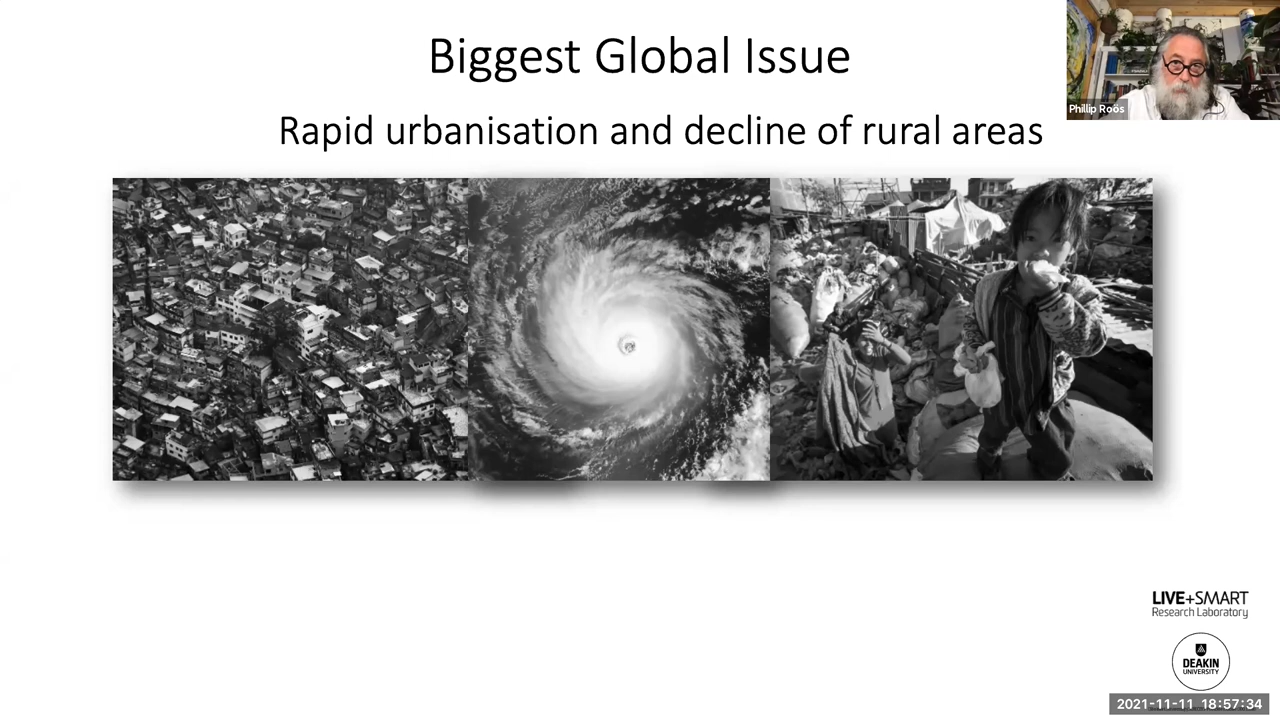 Biggest Global Issue
Rapid urbanisation and decline of rural areas
Phillip Roös
LIVE+SMART
Research Laboratory
DEAKIN
UNIVERSITY
2021-11-11 18:57:34